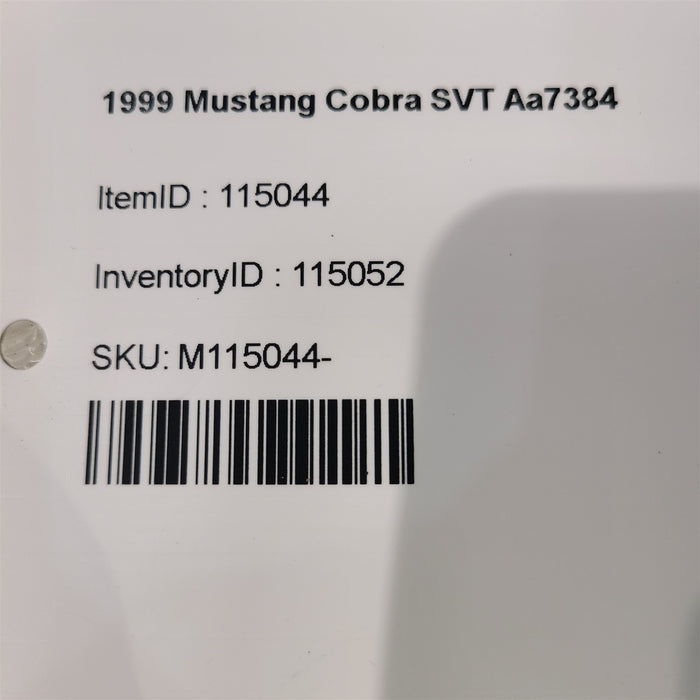 1999 Mustang Cobra SVT Aa7384
ItemID : 115044
InventoryID : 115052
SKU: M115044-